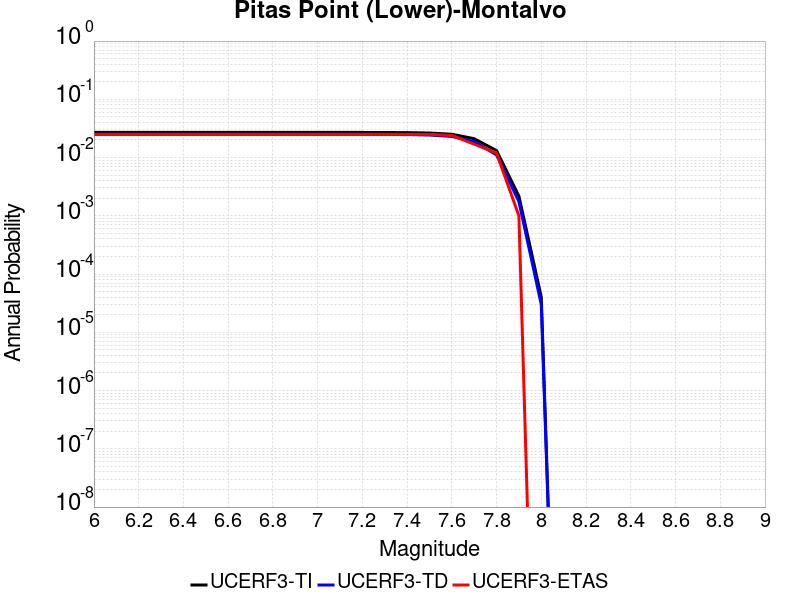 Pitas Point (Lower)-Montalvo
10^0
10^-1
10^-2
10^-3
10^-4
10^-5
10^-6
10^-7
10^-8
Annual Probability
6 6.2 6.4 6.6 6.8 7 7.2 7.4 7.6 7.8 8 8.2 8.4 8.6 8.8 9
Magnitude
UCERF3-TI UCERF3-TD UCERF3-ETAS